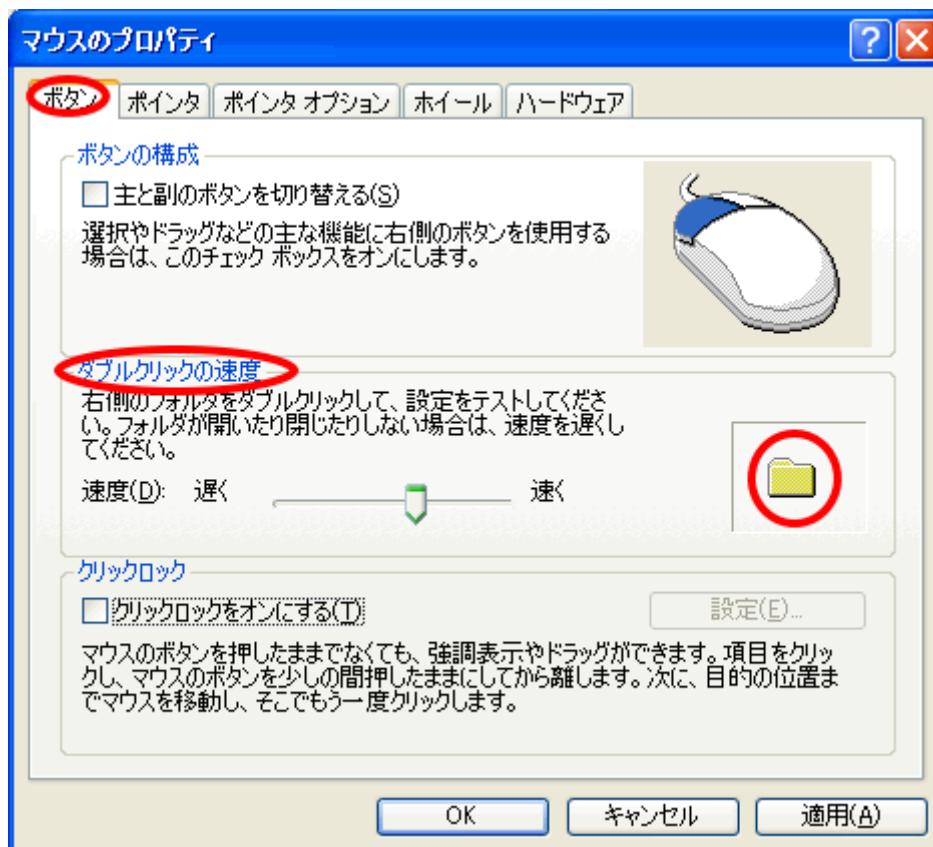 マウスのプロパティ
ボタン ポインタ ポインタ オプション ホイール ハードウェア
ボタンの構成
主と副のボタンを切り替える(S)
選択やドラッグなどの主な機能に右側のボタンを使用する
場合は、このチェック ボックスをオンにします。
ダブルクリックの速度
右側のフォルダをダブルクリックして、設定をテストしてくださ
い。フォルダが開いたり閉じたりしない場合は、速度を遅くし
てください。
速度(D): 遅く 速く
クリックロック
クリックロックをオンにする(T) 設定(E)...
マウスのボタンを押したままでなくても、強調表示やドラッグができます。項目をクリッ
クし、マウスのボタンを少しの間押したままにしてから離します。次に、目的の位置ま
でマウスを移動し、そこでもう一度クリックします。
OK キャンセル 適用(A)